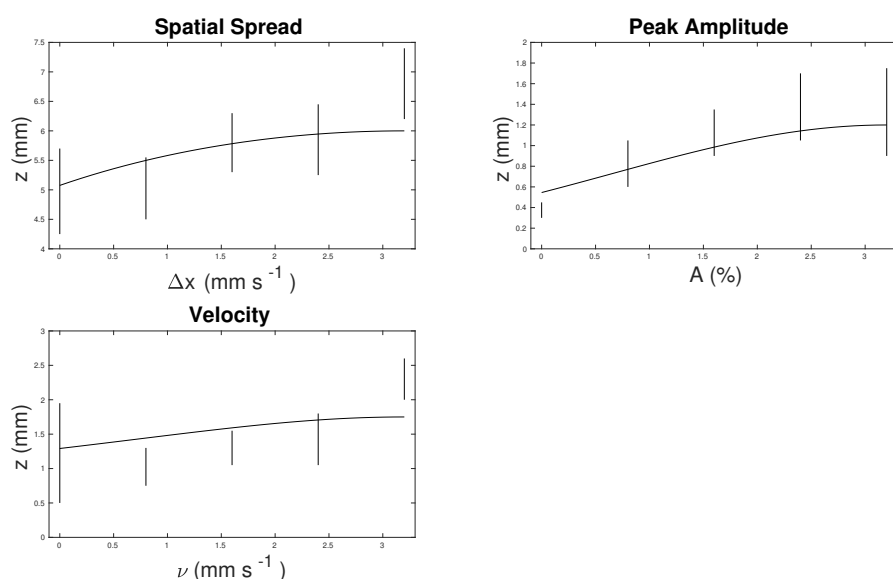 Spatial Spread
7.5
7
6.5
6
5.5
5
4.5
4
z (mm)
0 0.5 1 1.5 2 2.5 3
Δx (mm s -1 )
Peak Amplitude
2
1.8
1.6
1.4
1.2
1
0.8
0.6
0.4
0.2
0
z (mm)
0 0.5 1 1.5 2 2.5 3
A (%)
Velocity
3
2.5
2
1.5
1
0.5
0
z (mm)
0 0.5 1 1.5 2 2.5 3
ν (mm s -1 )